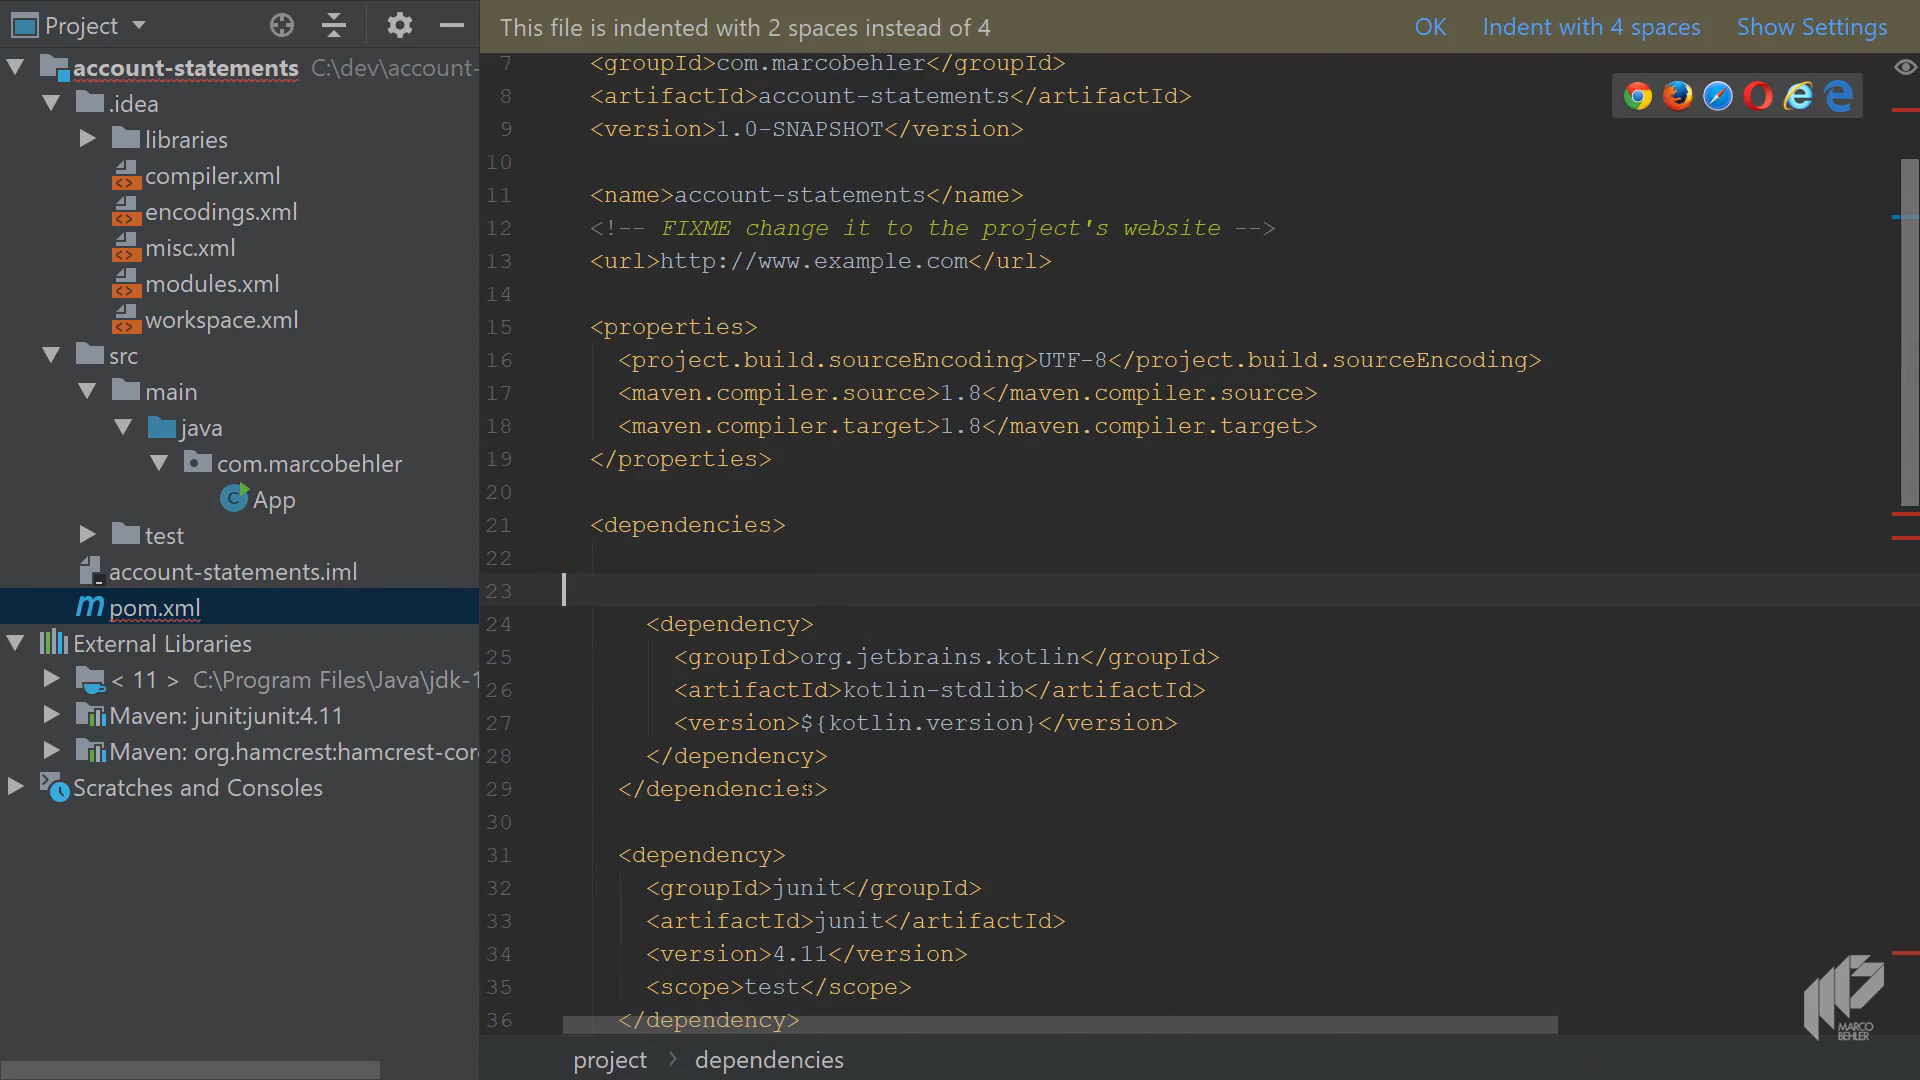 Project
account-statements C:\dev\account-
.idea
libraries
compiler.xml
encodings.xml
misc.xml
modules.xml
workspace.xml
src
main
java
com.marcobehler
App
test
account-statements.iml
pom.xml
External Libraries
< 11 > C:\Program Files\Java\jdk-1
Maven: junit:junit:4.11
Maven: org.hamcrest:hamcrest-cor
Scratches and Consoles
This file is indented with 2 spaces instead of 4 OK Indent with 4 spaces Show Settings
7 <groupId>com.marcobehler</groupId>
8 <artifactId>account-statements</artifactId>
9 <version>1.0-SNAPSHOT</version>
10
11 <name>account-statements</name>
12 <!-- FIXME change it to the project's website -->
13 <url>http://www.example.com</url>
14
15 <properties>
16 <project.build.sourceEncoding>UTF-8</project.build.sourceEncoding>
17 <maven.compiler.source>1.8</maven.compiler.source>
18 <maven.compiler.target>1.8</maven.compiler.target>
19 </properties>
20
21 <dependencies>
22
23
24 <dependency>
25 <groupId>org.jetbrains.kotlin</groupId>
26 <artifactId>kotlin-stdlib</artifactId>
27 <version>${kotlin.version}</version>
28 </dependency>
29 </dependencies>
30
31 <dependency>
32 <groupId>junit</groupId>
33 <artifactId>junit</artifactId>
34 <version>4.11</version>
35 <scope>test</scope>
36 </dependency>
project > dependencies
MARCO
BEHLER